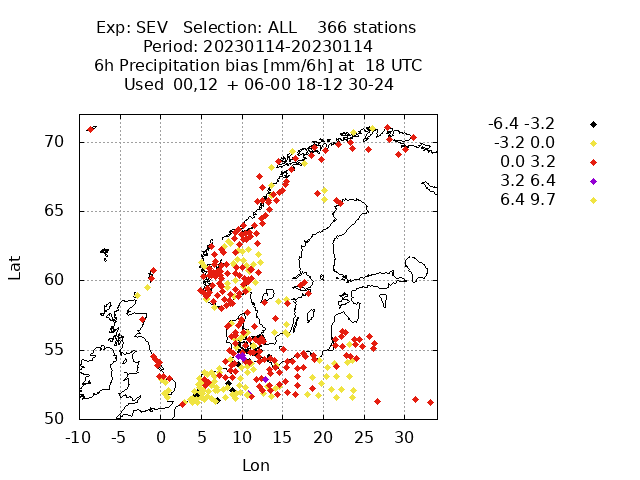 Exp: SEV Selection: ALL 366 stations
Period: 20230114-20230114
6h Precipitation bias [mm/6h] at 18 UTC
Used 00,12 + 06-00 18-12 30-24
-6.4 -3.2
-3.2 0.0
0.0 3.2
3.2 6.4
6.4 9.7
70
65
60
55
50
Lat
-10 -5 0 5 10 15 20 25 30
Lon